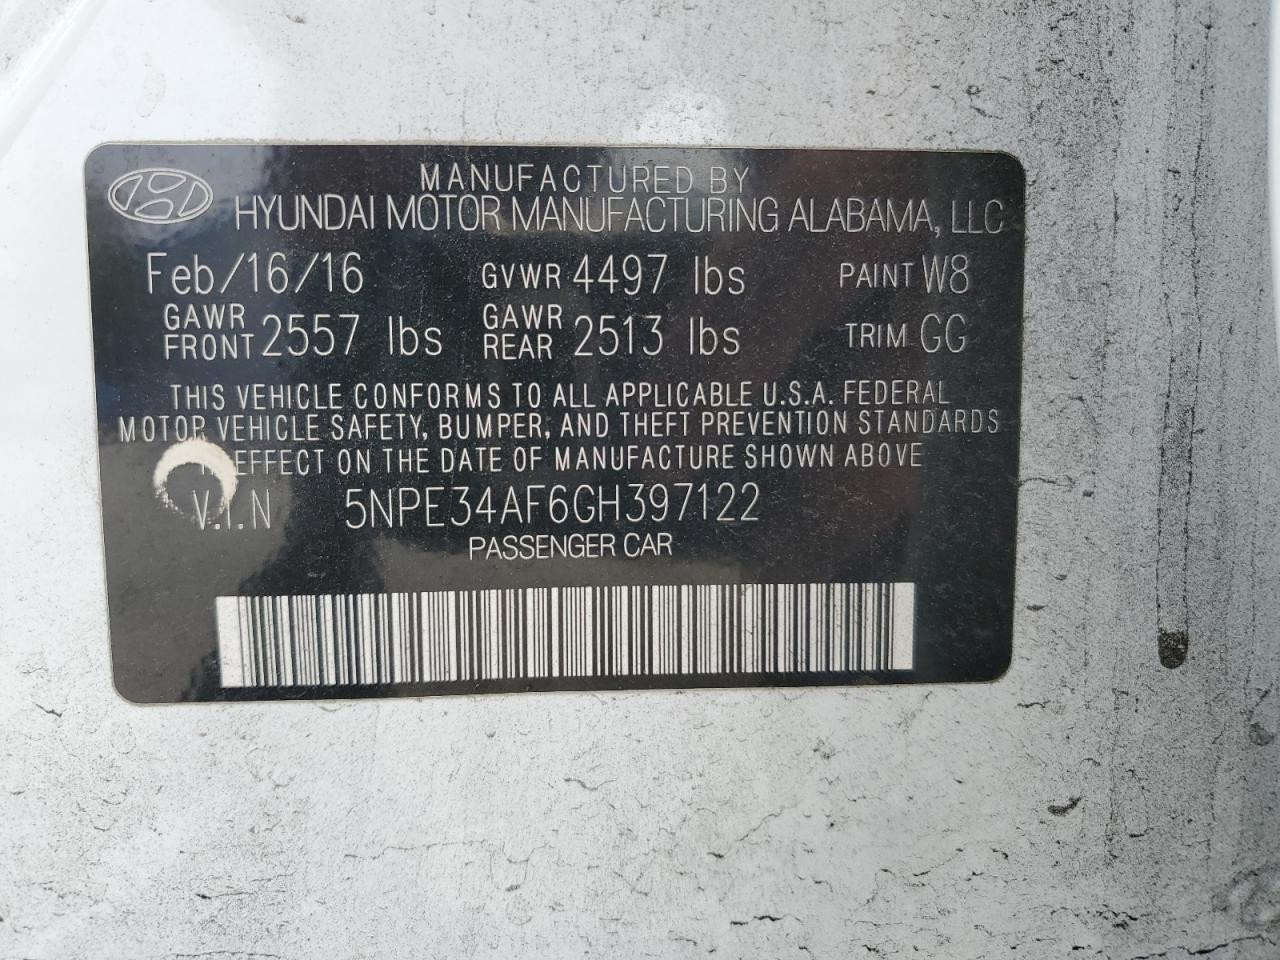 MANUFACTURED BY
HYUNDAI MOTOR MANUFACTURING ALABAMA, LLC
Feb/16/16 GVWR 4497 lbs PAINT W8
GAWR FRONT 2557 lbs GAWR REAR 2513 lbs TRIM GG
THIS VEHICLE CONFORMS TO ALL APPLICABLE U.S.A. FEDERAL
MOTOR VEHICLE SAFETY, BUMPER, AND THEFT PREVENTION STANDARDS
EFFECT ON THE DATE OF MANUFACTURE SHOWN ABOVE
V.I.N 5NPE34AF6GH397122
PASSENGER CAR